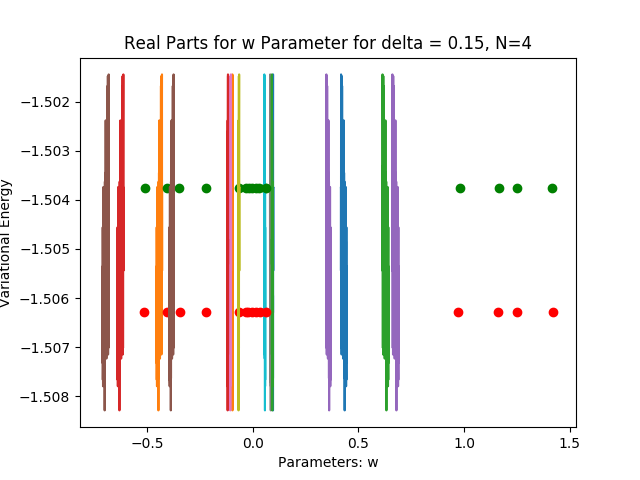 Real Parts for w Parameter for delta = 0.15, N=4
−1.502
−1.503
−1.504
−1.505
−1.506
−1.507
−1.508
Variational Energy
−0.5 0.0 0.5 1.0 1.5
Parameters: w